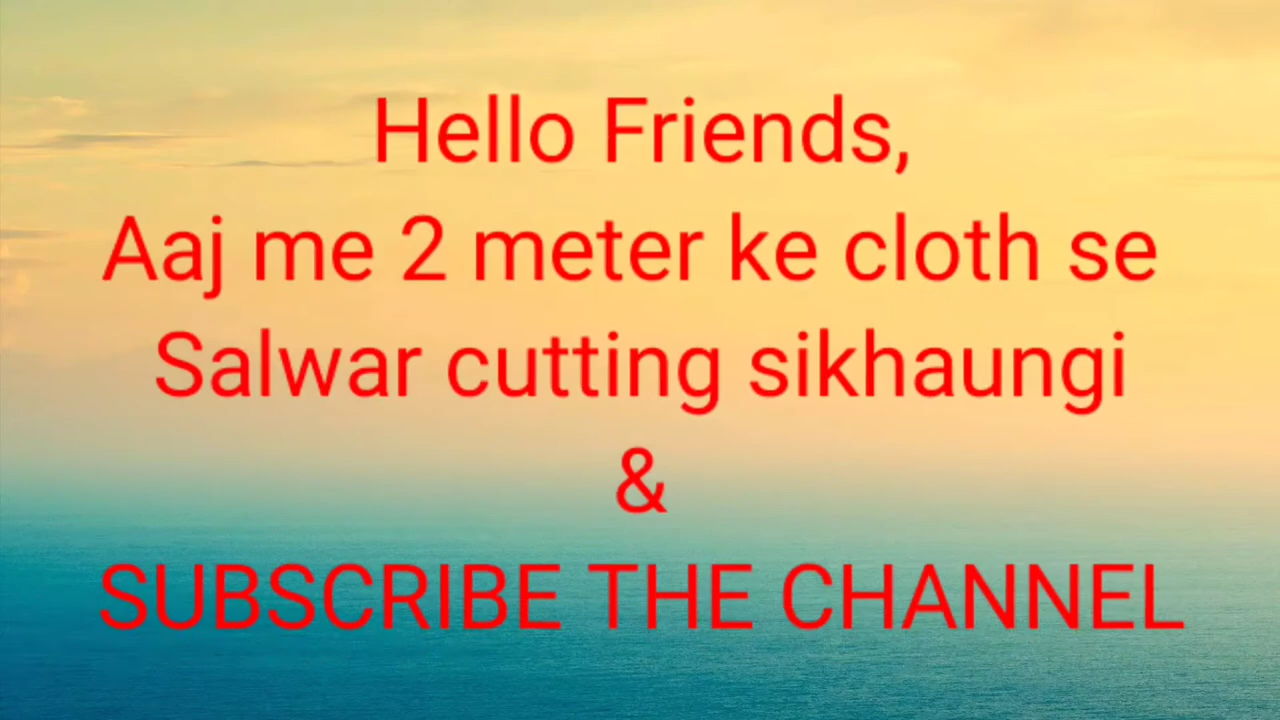 Hello Friends,
Aaj me 2 meter ke cloth se
Salwar cutting sikhaungi
&
SUBSCRIBE THE CHANNEL